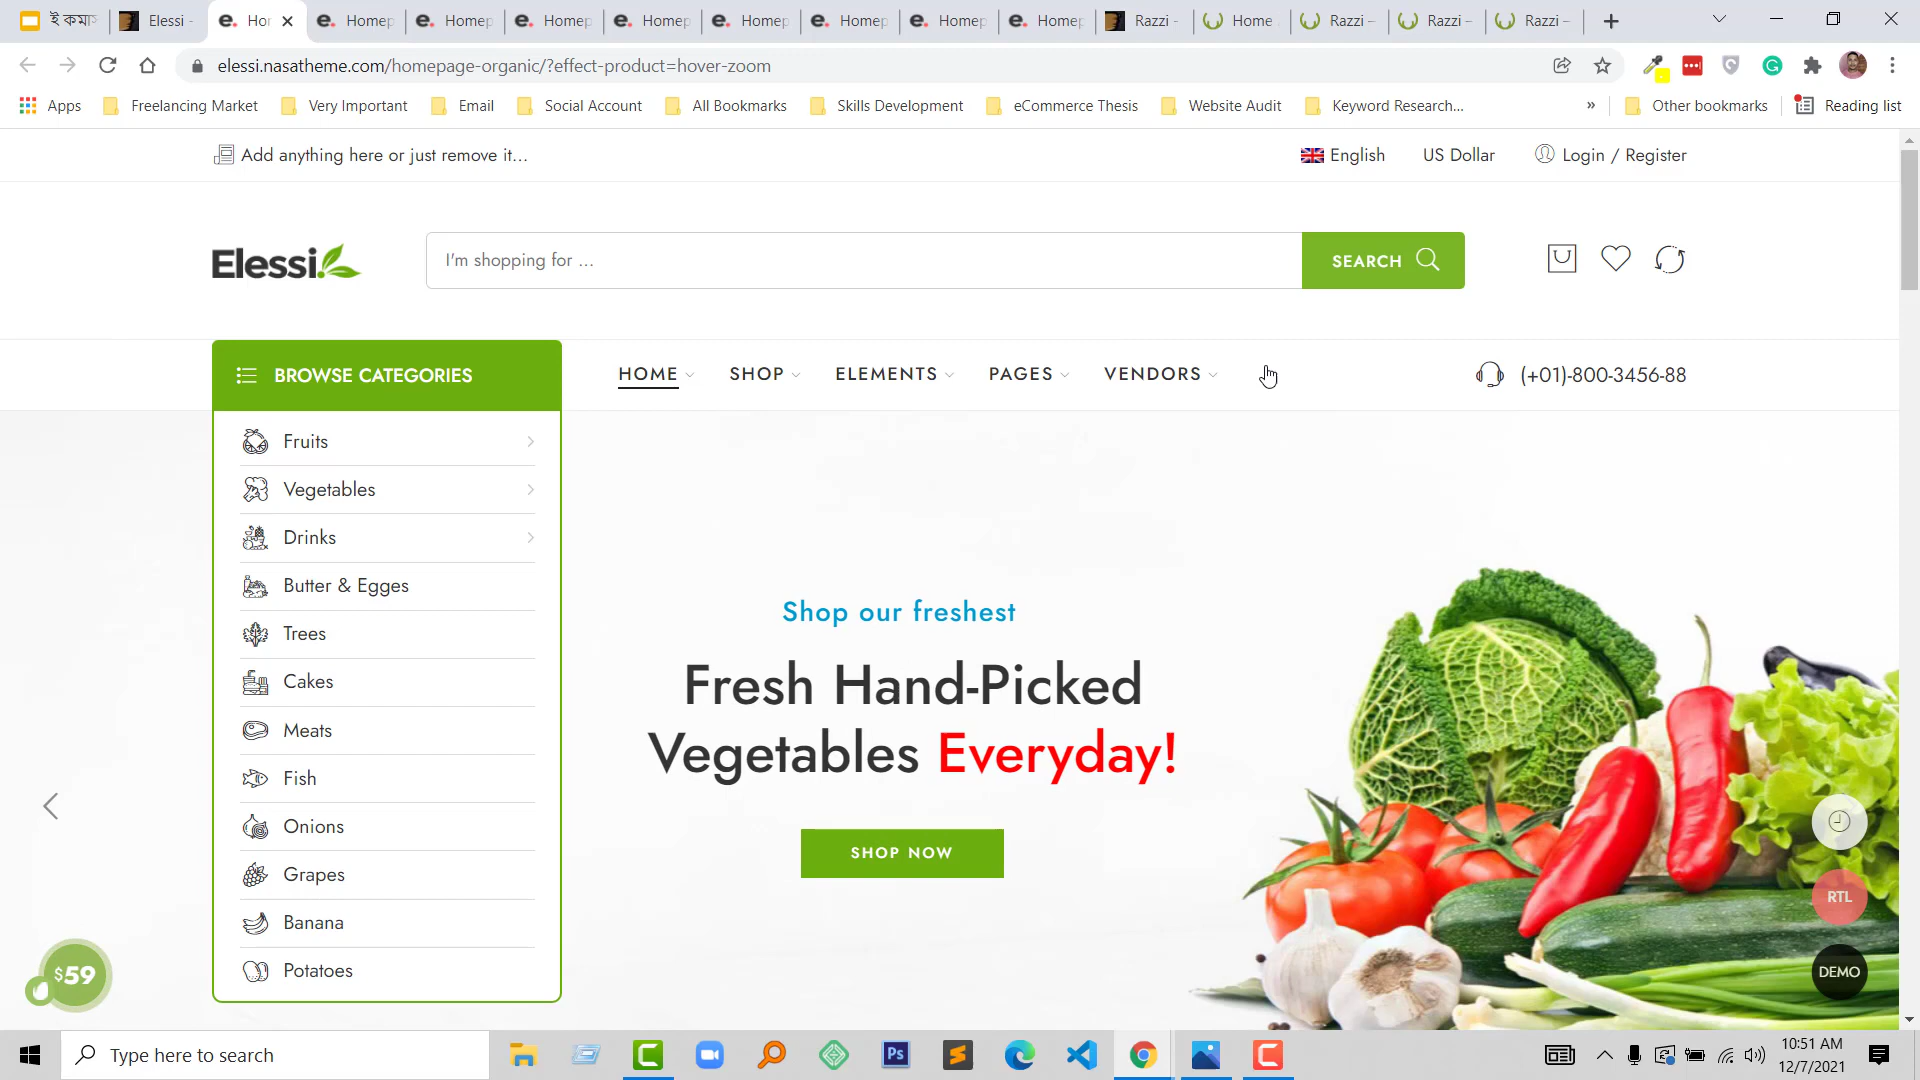 ই কমাস
Elessi -
Hor
Homep
Homep
Homep
Homep
Homep
Homep
Homep
Homep
Razzi -
Home
Razzi –
Razzi –
Razzi –
elessi.nasatheme.com/homepage-organic/?effect-product=hover-zoom
Apps
Freelancing Market
Very Important
Email
Social Account
All Bookmarks
Skills Development
eCommerce Thesis
Website Audit
Keyword Research...
»
Other bookmarks
Reading list
Add anything here or just remove it...
English
US Dollar
Login / Register
Elessi
I'm shopping for ...
SEARCH
BROWSE CATEGORIES
HOME
SHOP
ELEMENTS
PAGES
VENDORS
(+01)-800-3456-88
Fruits
Vegetables
Drinks
Butter & Egges
Trees
Cakes
Meats
Fish
Onions
Grapes
Banana
Potatoes
Shop our freshest
Fresh Hand-Picked
Vegetables Everyday!
SHOP NOW
RTL
DEMO
$59
Type here to search
Ps
10:51 AM
12/7/2021